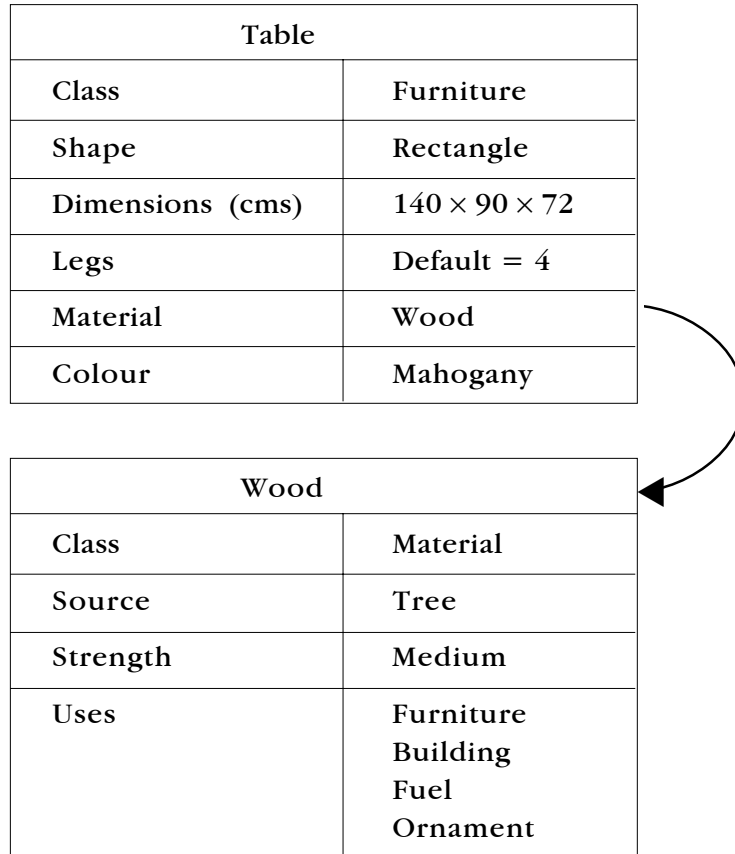 Table
Class Furniture
Shape Rectangle
Dimensions (cms) 140 × 90 × 72
Legs Default = 4
Material Wood
Colour Mahogany
Wood
Class Material
Source Tree
Strength Medium
Uses Furniture
Building
Fuel
Ornament